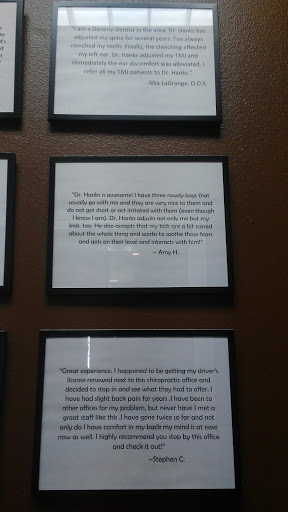 "I am a General Dentist in the area. Dr. Hanks has
adjusted my spine for several years. I've always
clenched my teeth. Finally, the clenching affected
my left ear. Dr. Hanks adjusted my TMJ and
immediately the ear discomfort was alleviated. I
refer all my TMJ patients to Dr. Hanks."
-Mia LaGrange, D.D.S.
"Dr. Hanks is awesome! I have three rowdy boys that
usually go with me and they are very nice to them and
do not get short or act irritated with them (even though
I know I am). Dr. Hanks adjusts not only me but my
kids, too. He also accepts that my kids are a bit scared
about the whole thing and works to soothe those fears
and gets on their level and interacts with him!"
– Amy H.
"Great experience. I happened to be getting my driver's
license renewed next to this chiropractic office and
decided to stop in and see what they had to offer. I
have had slight back pain for years .I have been to
other offices for my problem, but never have I met a
great staff like this .I have gone twice so far and not
only do I have comfort in my back my mind is at ease
now as well. I highly recommend you stop by this office
and check it out!"
–Stephen C.